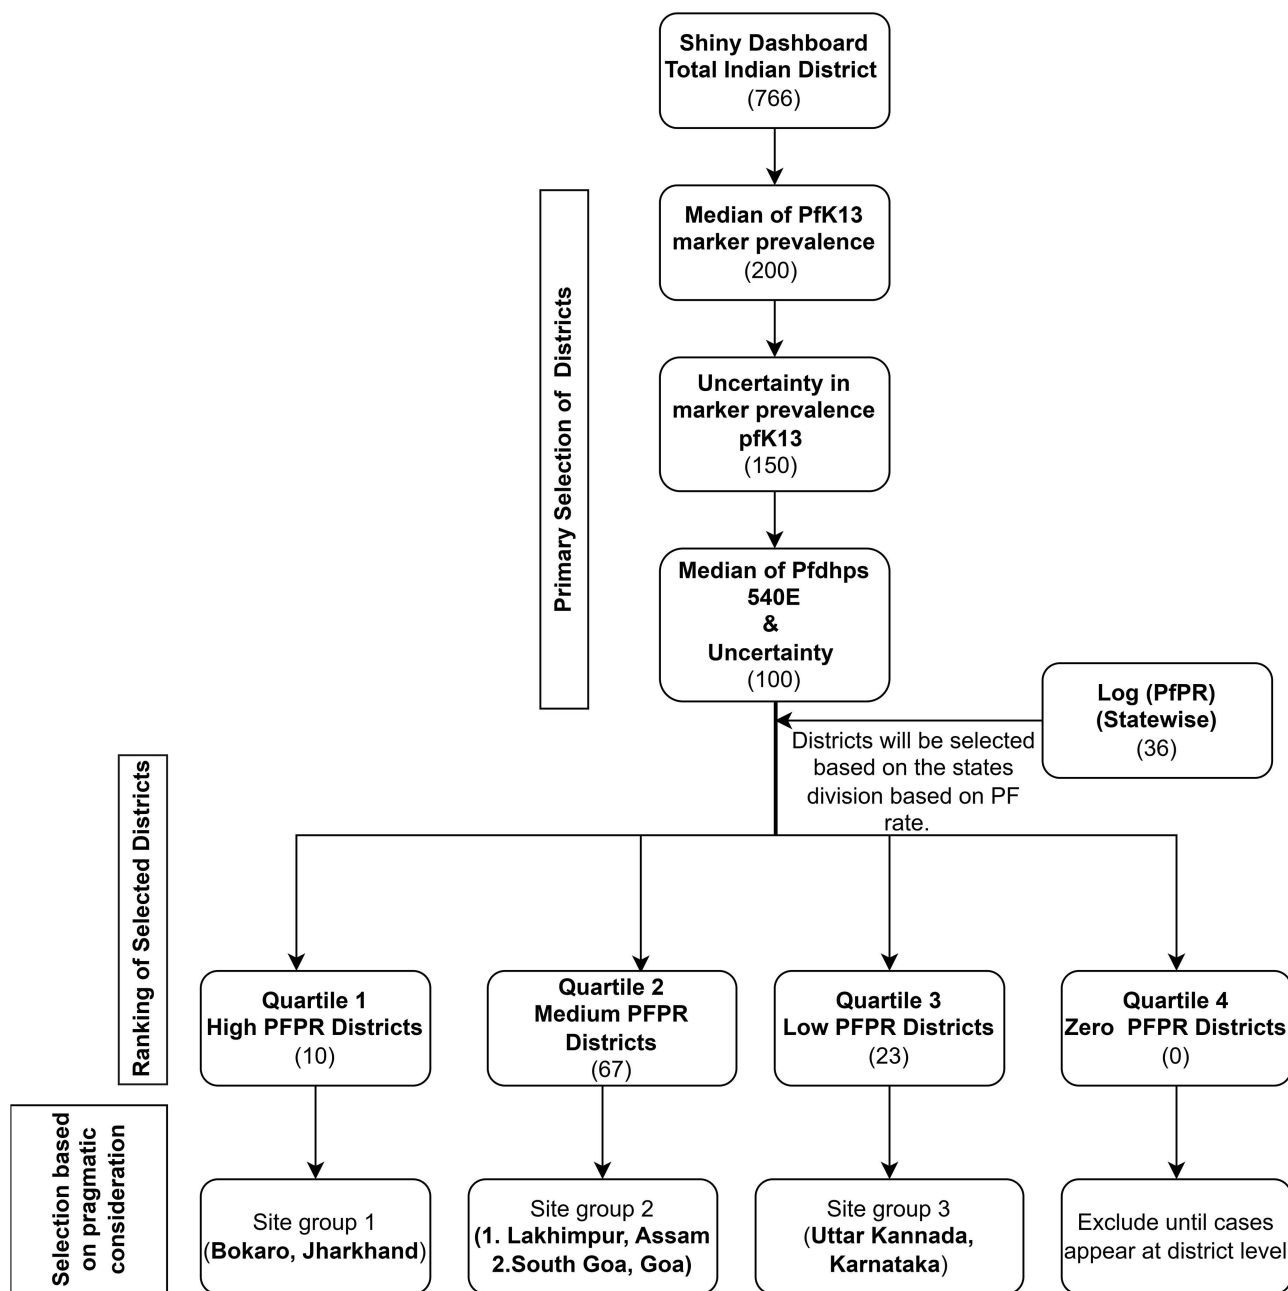 Shiny Dashboard
Total Indian District
(766)
Primary Selection of Districts
Median of PfK13
marker prevalence
(200)
Uncertainty in
marker prevalence
pfK13
(150)
Median of Pfdhps
540E
&
Uncertainty
(100)
Log (PfPR)
(Statewise)
(36)
Districts will be selected
based on the states
division based on PF
rate.
Ranking of Selected Districts
Quartile 1
High PFPR Districts
(10)
Quartile 2
Medium PFPR
Districts
(67)
Quartile 3
Low PFPR Districts
(23)
Quartile 4
Zero PFPR Districts
(0)
Selection based
on pragmatic
consideration
Site group 1
(Bokaro, Jharkhand)
Site group 2
(1. Lakhimpur, Assam
2.South Goa, Goa)
Site group 3
(Uttar Kannada,
Karnataka)
Exclude until cases
appear at district level